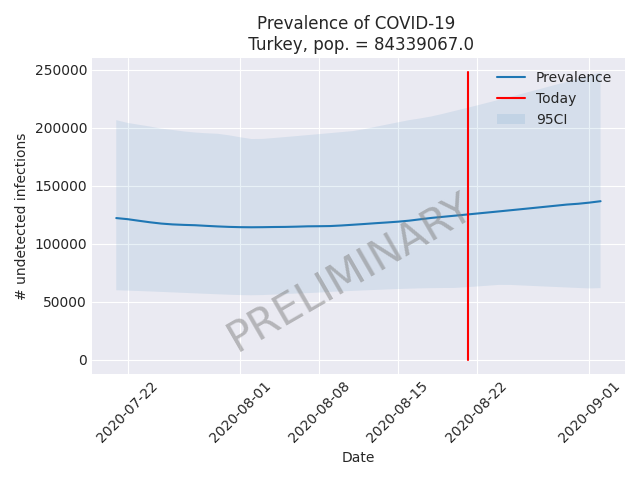 Prevalence of COVID-19
Turkey, pop. = 84339067.0
250000
200000
150000
100000
50000
0
# undetected infections
Prevalence
Today
95CI
PRELIMINARY
2020-07-22
2020-08-01
2020-08-08
2020-08-15
2020-08-22
2020-09-01
Date